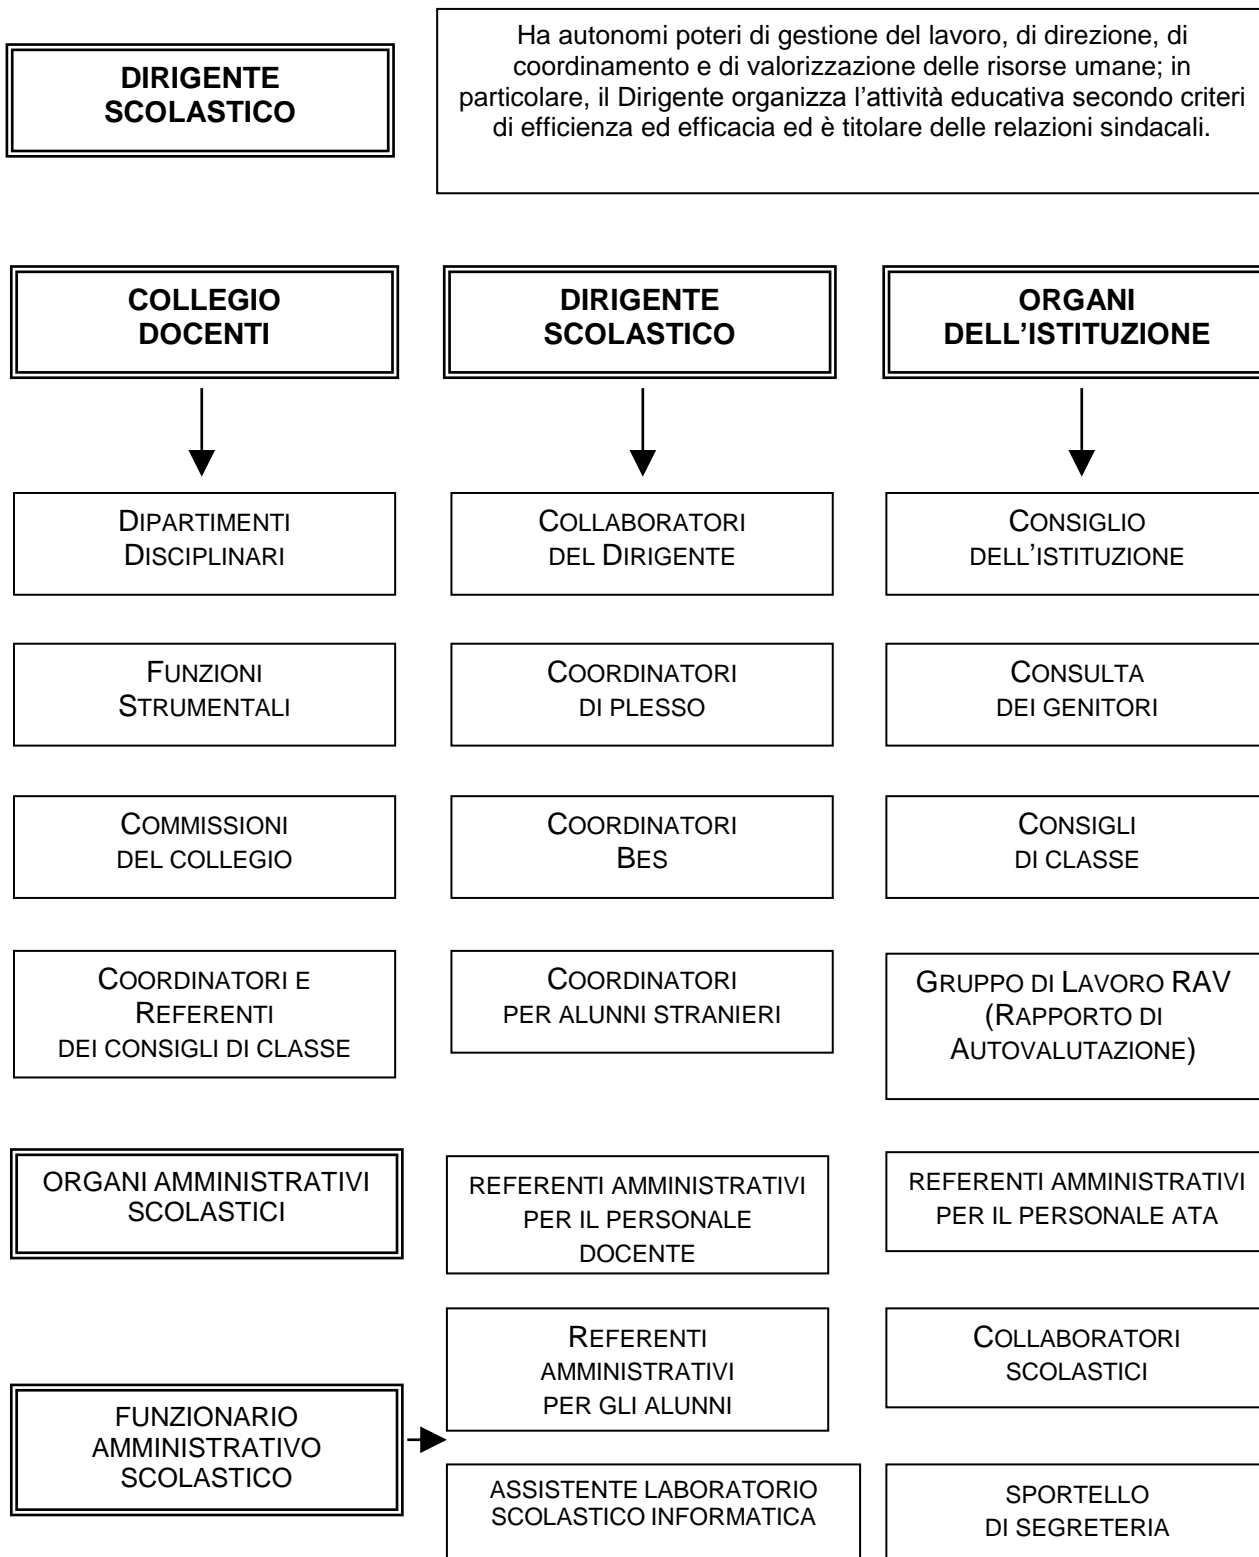 DIRIGENTE
SCOLASTICO
Ha autonomi poteri di gestione del lavoro, di direzione, di
coordinamento e di valorizzazione delle risorse umane; in
particolare, il Dirigente organizza l’attività educativa secondo criteri
di efficienza ed efficacia ed è titolare delle relazioni sindacali.
COLLEGIO
DOCENTI
DIRIGENTE
SCOLASTICO
ORGANI
DELL’ISTITUZIONE
DIPARTIMENTI
DISCIPLINARI
COLLABORATORI
DEL DIRIGENTE
CONSIGLIO
DELL’ISTITUZIONE
FUNZIONI
STRUMENTALI
COORDINATORI
DI PLESSO
CONSULTA
DEI GENITORI
COMMISSIONI
DEL COLLEGIO
COORDINATORI
BES
CONSIGLI
DI CLASSE
COORDINATORI E
REFERENTI
DEI CONSIGLI DI CLASSE
COORDINATORI
PER ALUNNI STRANIERI
GRUPPO DI LAVORO RAV
(RAPPORTO DI
AUTOVALUTAZIONE)
ORGANI AMMINISTRATIVI
SCOLASTICI
REFERENTI AMMINISTRATIVI
PER IL PERSONALE
DOCENTE
REFERENTI AMMINISTRATIVI
PER IL PERSONALE ATA
REFERENTI
AMMINISTRATIVI
PER GLI ALUNNI
COLLABORATORI
SCOLASTICI
FUNZIONARIO
AMMINISTRATIVO
SCOLASTICO
ASSISTENTE LABORATORIO
SCOLASTICO INFORMATICA
SPORTELLO
DI SEGRETERIA